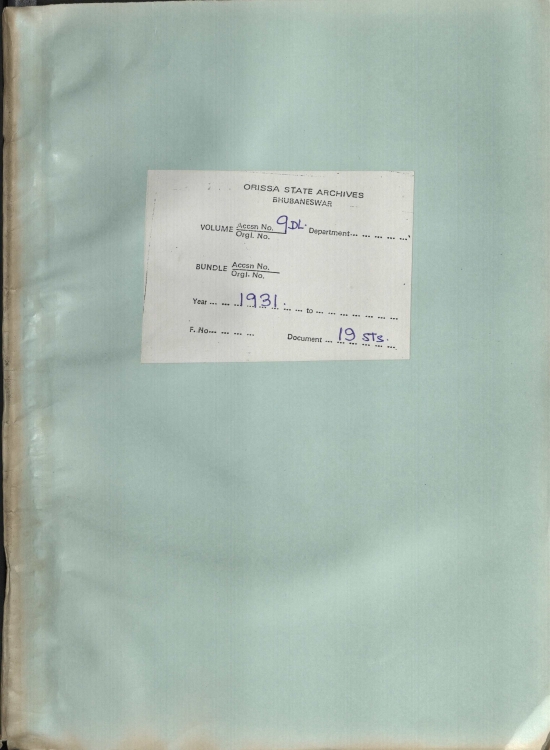 ORISSA STATE ARCHIVES
BHUBANESWAR
VOLUME Accsn No. 9DL. Department... ... ... ... ...
Orgl. No.
BUNDLE Accsn No.
Orgl. No.
Year ... ... 1931 ... to ... ... ... ... ... ... ...
F. No... ... ... ... Document ... 19 STS.